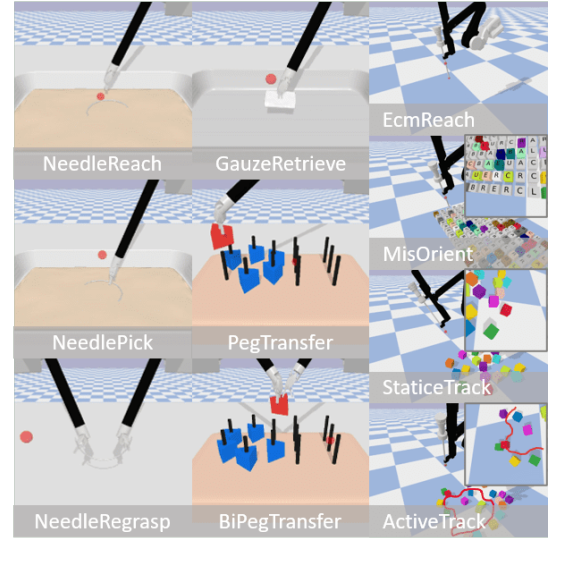 NeedleReach
GauzeRetrieve
EcmReach
MisOrient
NeedlePick
PegTransfer
StaticeTrack
NeedleRegrasp
BiPegTransfer
ActiveTrack